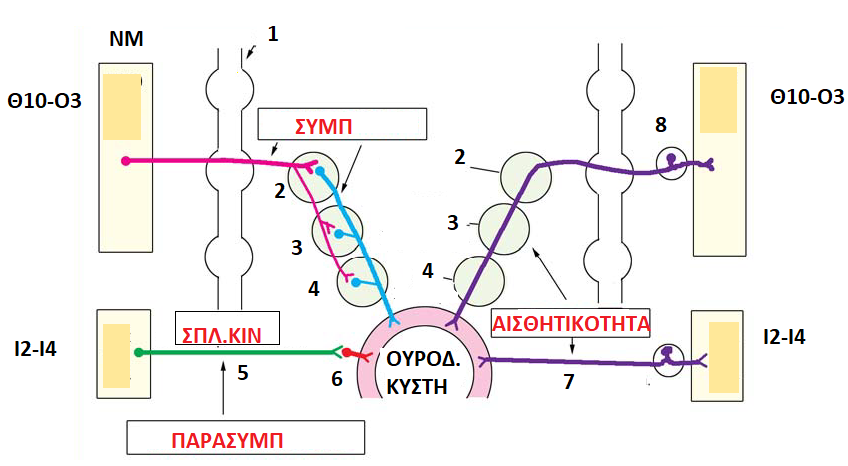 ΝΜ
1
Θ10-Ο3
Θ10-Ο3
ΣΥΜΠ
8
2
2
3
3
4
4
ΣΠΛ.ΚΙΝ
ΑΙΣΘΗΤΙΚΟΤΗΤΑ
Ι2-Ι4
Ι2-Ι4
5
6
ΟΥΡΟΔ.
ΚΥΣΤΗ
7
ΠΑΡΑΣΥΜΠ